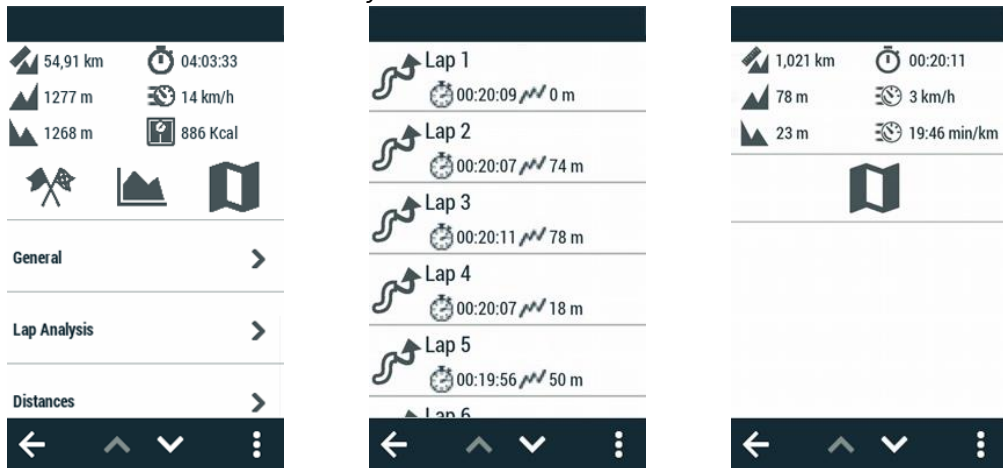 54,91 km 04:03:33
1277 m 14 km/h
1268 m 886 Kcal
General
Lap Analysis
Distances
Lap 1
00:20:09 0 m
Lap 2
00:20:07 74 m
Lap 3
00:20:11 78 m
Lap 4
00:20:07 18 m
Lap 5
00:19:56 50 m
Lap 6
1,021 km 00:20:11
78 m 3 km/h
23 m 19:46 min/km